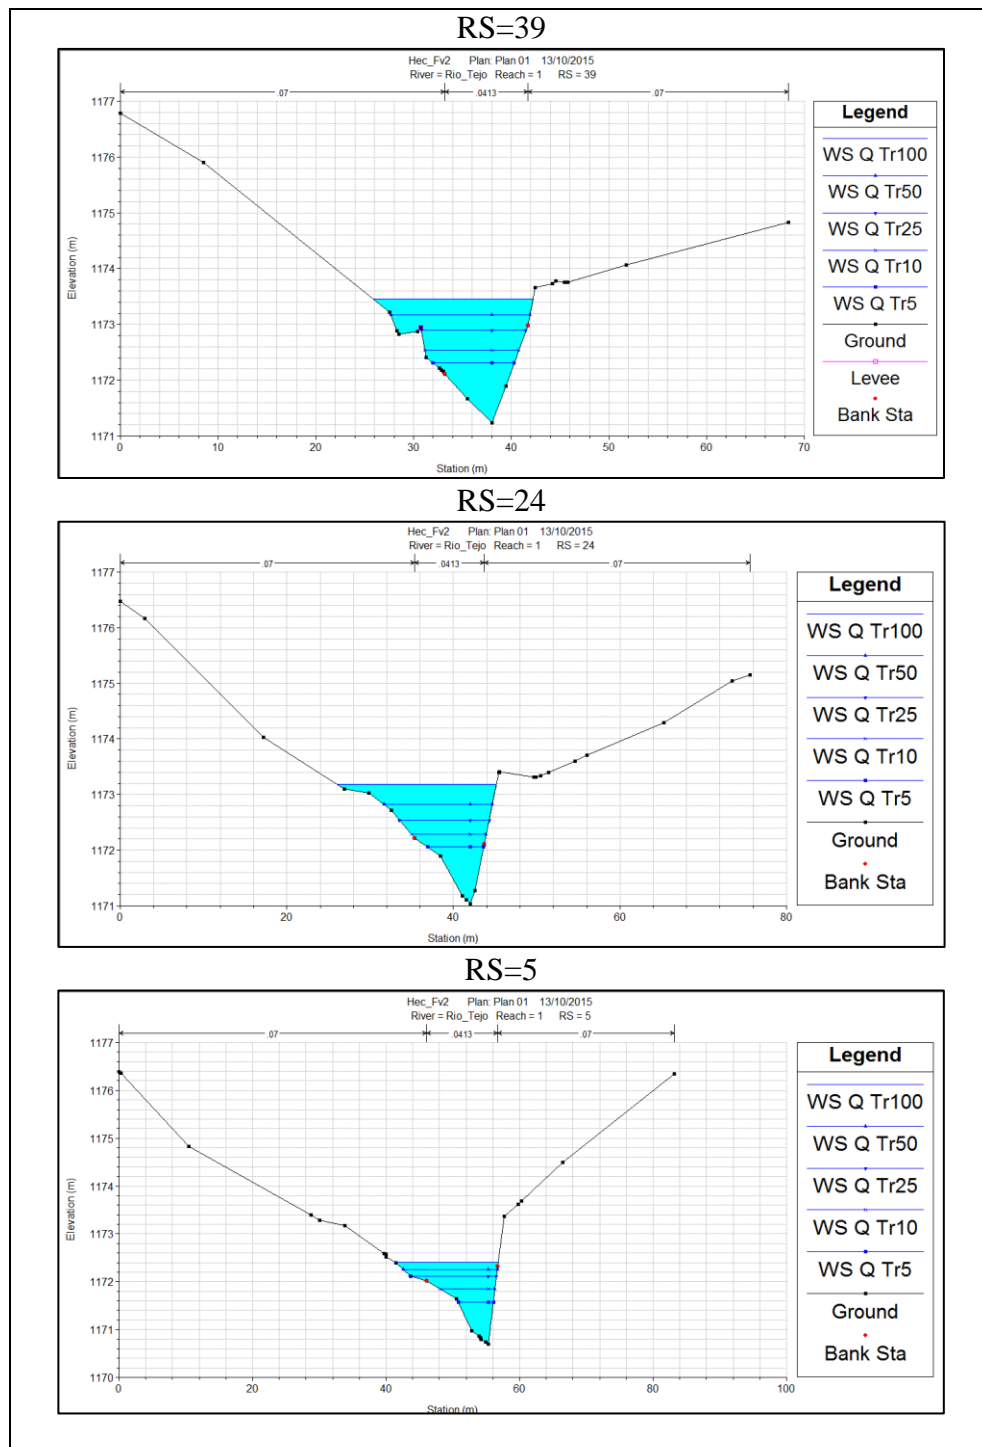 RS=39
Hec_Fv2 Plan: Plan 01 13/10/2015
River = Rio_Tejo Reach = 1 RS = 39
.07 .0413 .07
1177
1176
1175
1174
1173
1172
1171
Elevation (m)
0 10 20 30 40 50 60 70
Station (m)
Legend
WS Q Tr100
WS Q Tr50
WS Q Tr25
WS Q Tr10
WS Q Tr5
Ground
Levee
Bank Sta
RS=24
Hec_Fv2 Plan: Plan 01 13/10/2015
River = Rio_Tejo Reach = 1 RS = 24
.07 .0413 .07
1177
1176
1175
1174
1173
1172
1171
Elevation (m)
0 20 40 60 80
Station (m)
Legend
WS Q Tr100
WS Q Tr50
WS Q Tr25
WS Q Tr10
WS Q Tr5
Ground
Bank Sta
RS=5
Hec_Fv2 Plan: Plan 01 13/10/2015
River = Rio_Tejo Reach = 1 RS = 5
.07 .0413 .07
1177
1176
1175
1174
1173
1172
1171
1170
Elevation (m)
0 20 40 60 80 100
Station (m)
Legend
WS Q Tr100
WS Q Tr50
WS Q Tr25
WS Q Tr10
WS Q Tr5
Ground
Bank Sta